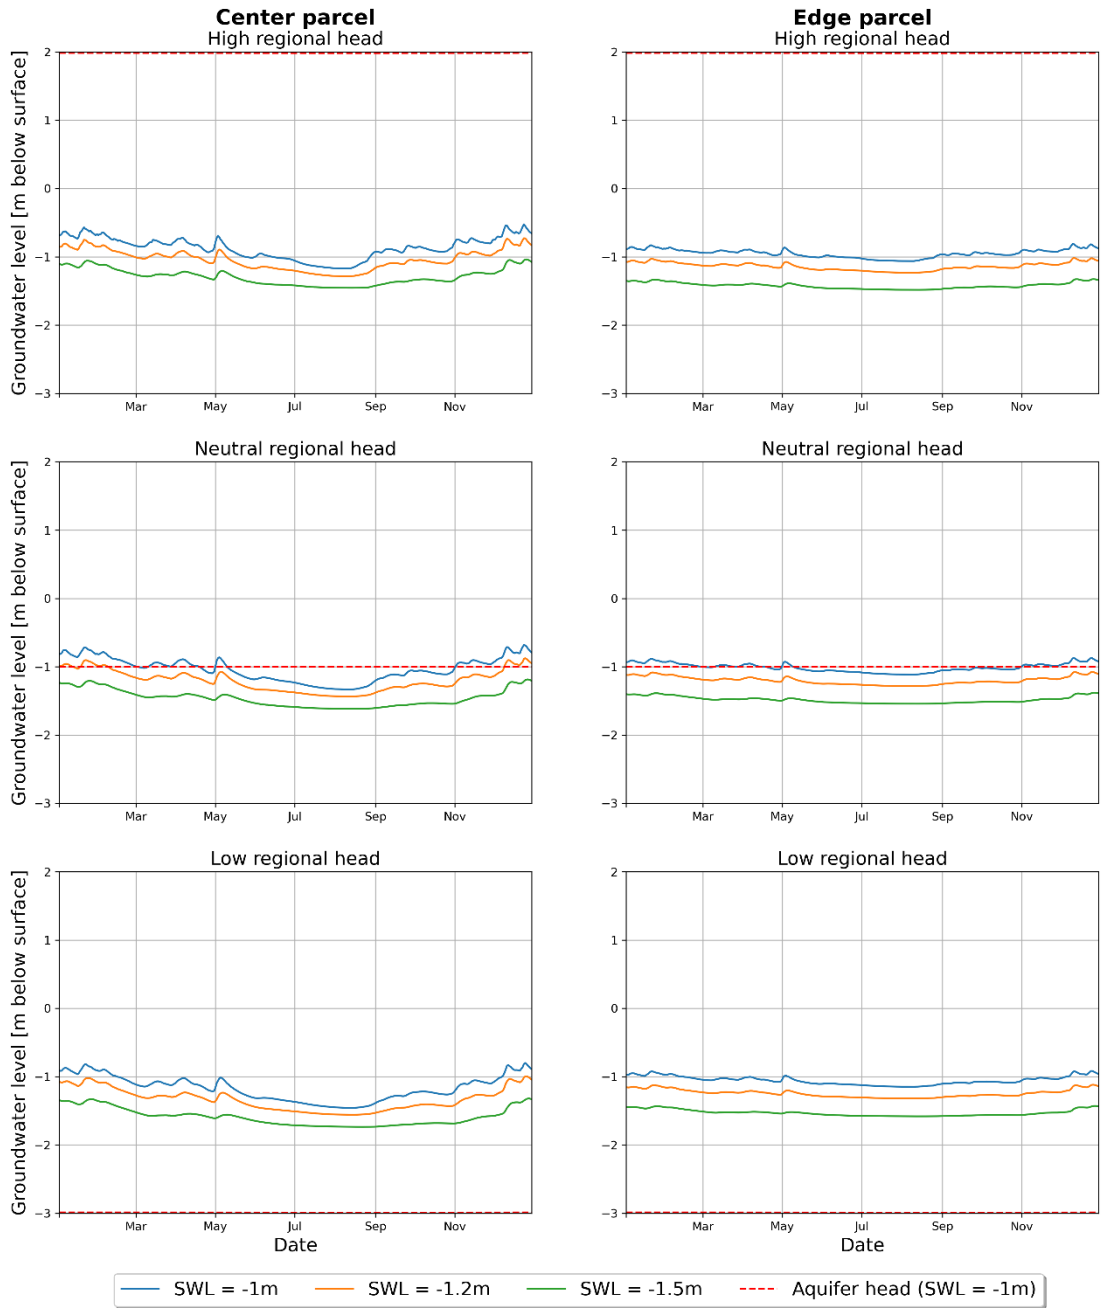 Center parcel
High regional head
Edge parcel
High regional head
Groundwater level [m below surface]
2
1
0
−1
−2
−3
Mar May Jul Sep Nov
2
1
0
−1
−2
−3
Mar May Jul Sep Nov
Neutral regional head
Neutral regional head
Groundwater level [m below surface]
2
1
0
−1
−2
−3
Mar May Jul Sep Nov
2
1
0
−1
−2
−3
Mar May Jul Sep Nov
Low regional head
Low regional head
Groundwater level [m below surface]
2
1
0
−1
−2
−3
Mar May Jul Sep Nov
Date
2
1
0
−1
−2
−3
Mar May Jul Sep Nov
Date
SWL = -1m SWL = -1.2m SWL = -1.5m Aquifer head (SWL = -1m)